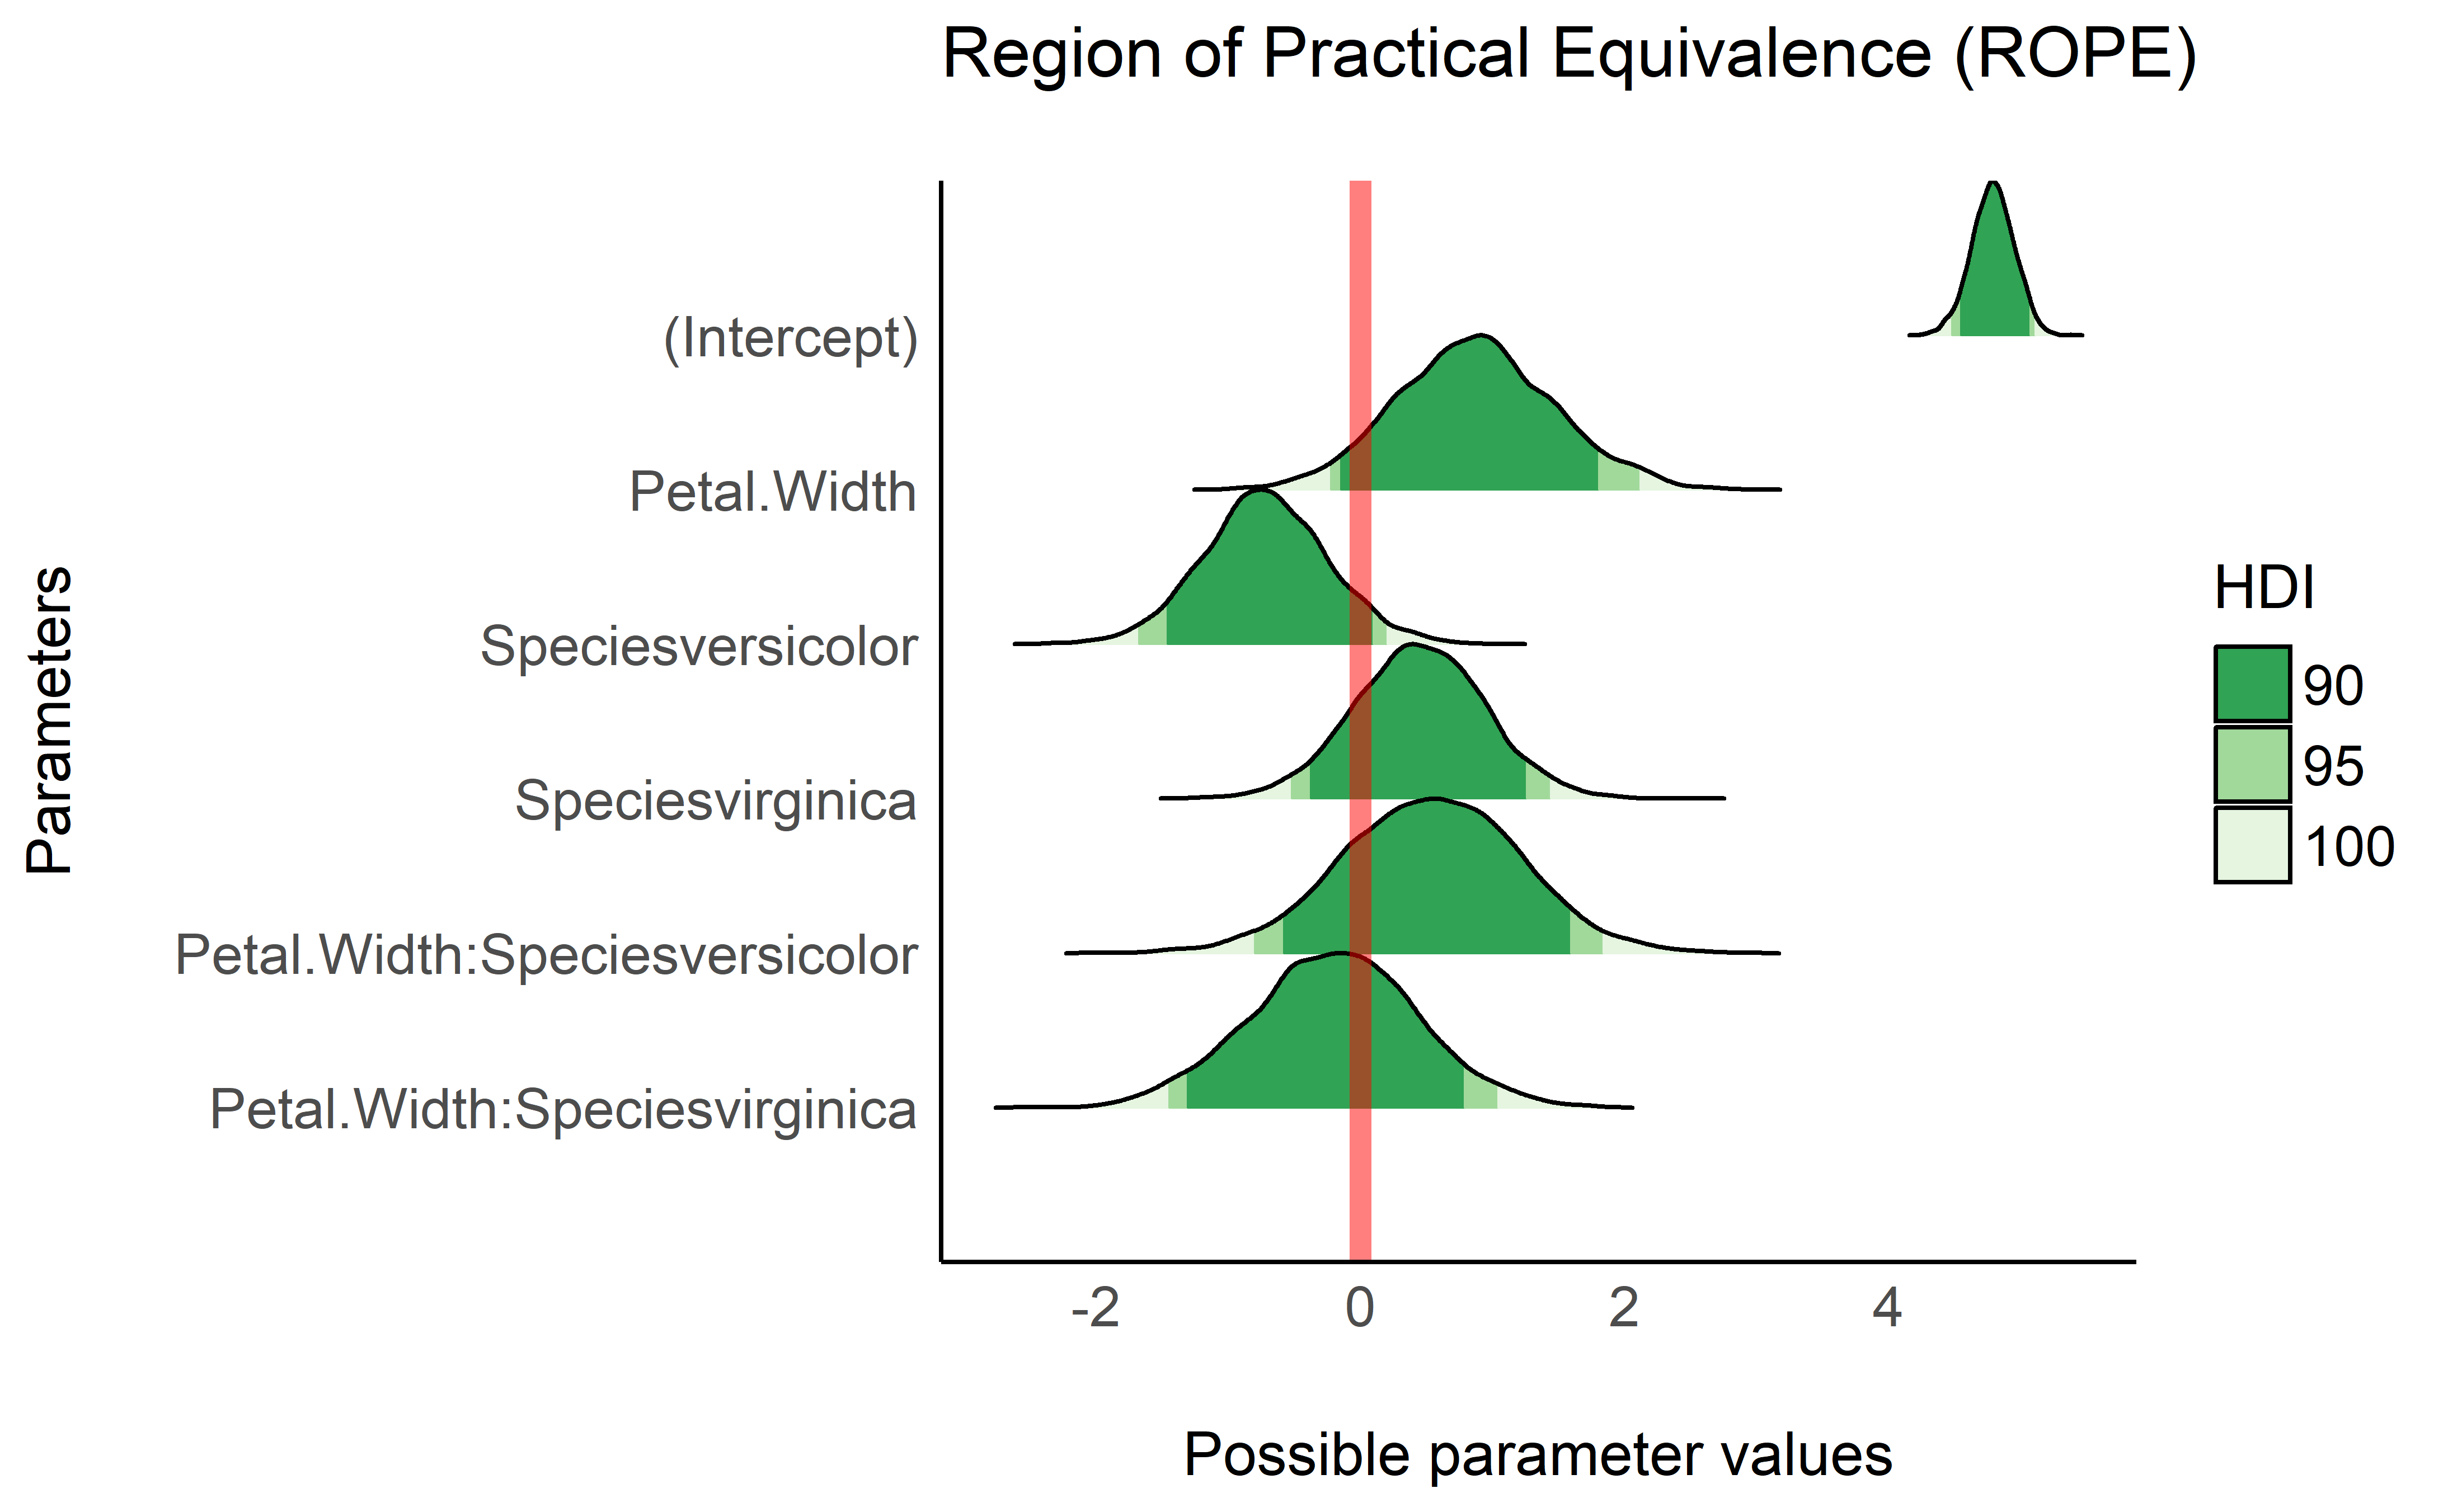 Region of Practical Equivalence (ROPE)
(Intercept)
Petal.Width
Speciesversicolor
Speciesvirginica
Petal.Width:Speciesversicolor
Petal.Width:Speciesvirginica
Parameters
-2 0 2 4
Possible parameter values
HDI
90
95
100